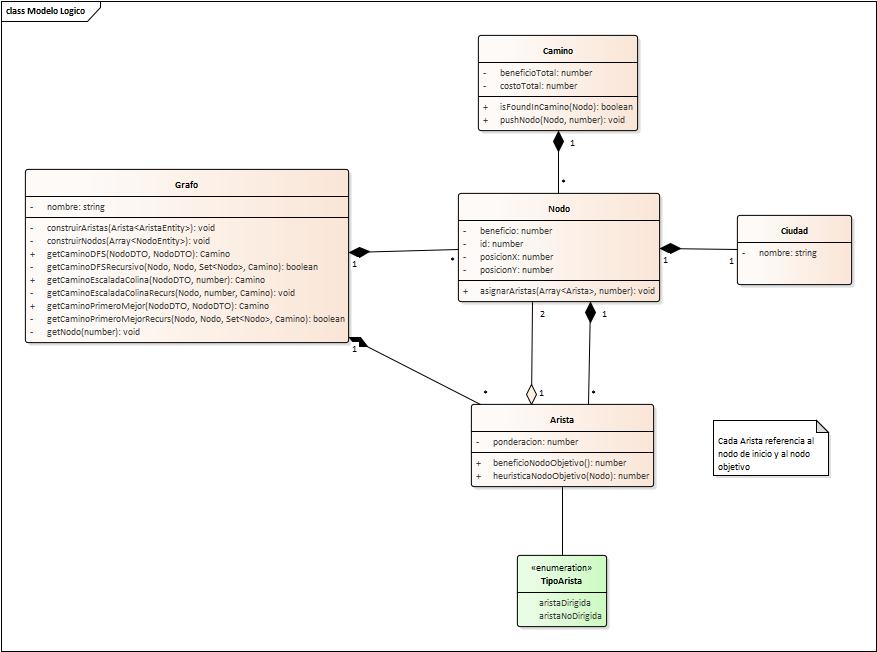 class Modelo Logico
Camino
- beneficioTotal: number
- costoTotal: number
+ isFoundInCamino(Nodo): boolean
+ pushNodo(Nodo, number): void
1
*
Grafo
- nombre: string
- construirAristas(Arista<AristaEntity>): void
- construirNodos(Array<NodoEntity>): void
+ getCaminoDFS(NodoDTO, NodoDTO): Camino
- getCaminoDFSRecursivo(Nodo, Nodo, Set<Nodo>, Camino): boolean
+ getCaminoEscaladaColina(NodoDTO, number): Camino
- getCaminoEscaladaColinaRecurs(Nodo, number, Camino): void
+ getCaminoPrimeroMejor(NodoDTO, NodoDTO): Camino
- getCaminoPrimeroMejorRecurs(Nodo, Nodo, Set<Nodo>, Camino): boolean
- getNodo(number): void
1
*
1
*
Nodo
- beneficio: number
- id: number
- posicionX: number
- posicionY: number
+ asignarAristas(Array<Arista>, number): void
1
1
Ciudad
- nombre: string
2
1
1
*
Arista
- ponderacion: number
+ beneficioNodoObjetivo(): number
+ heuristicaNodoObjetivo(Nodo): number
Cada Arista referencia al
nodo de inicio y al nodo
objetivo
«enumeration»
TipoArista
aristaDirigida
aristaNoDirigida